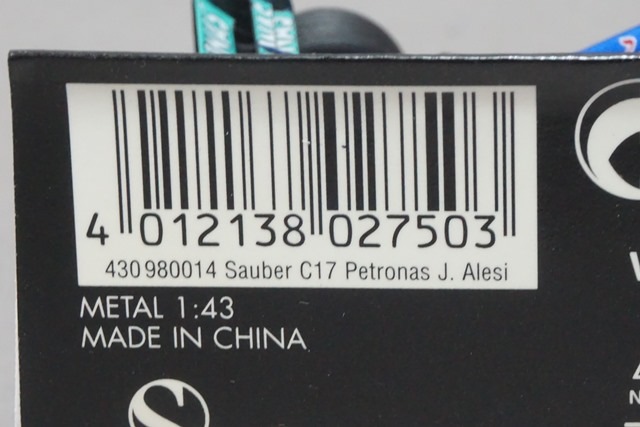 4 012138 027503
430980014 Sauber C17 Petronas J. Alesi
METAL 1:43
MADE IN CHINA
S